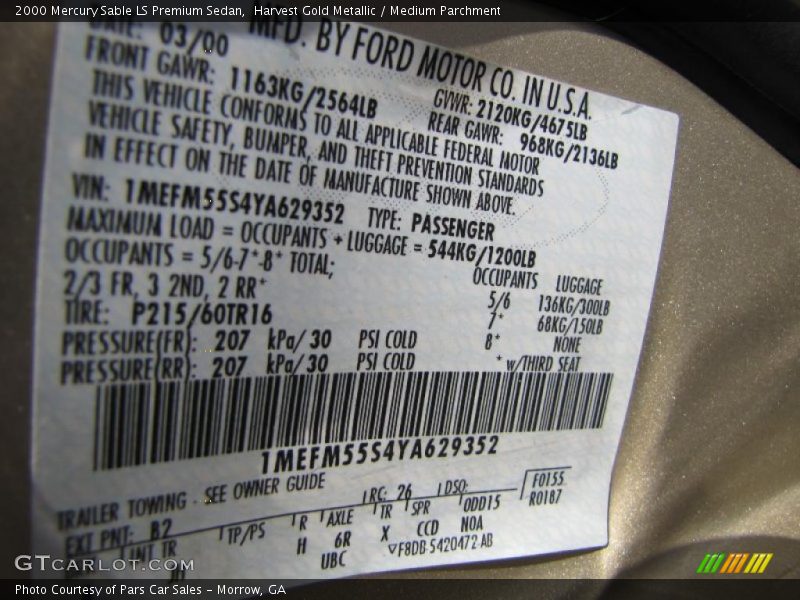 2000 Mercury Sable LS Premium Sedan,  Harvest Gold Metallic / Medium Parchment
DATE: 03/00 MFD. BY FORD MOTOR CO. IN U.S.A.
FRONT GAWR: 1163KG/2564LB GVWR: 2120KG/4675LB
REAR GAWR: 968KG/2136LB
THIS VEHICLE CONFORMS TO ALL APPLICABLE FEDERAL MOTOR
VEHICLE SAFETY, BUMPER, AND THEFT PREVENTION STANDARDS
IN EFFECT ON THE DATE OF MANUFACTURE SHOWN ABOVE.
VIN: 1MEFM55S4YA629352 TYPE: PASSENGER
MAXIMUM LOAD = OCCUPANTS + LUGGAGE = 544KG/1200LB
OCCUPANTS = 5/6-7*-8* TOTAL; OCCUPANTS LUGGAGE
2/3 FR, 3 2ND, 2 RR* 5/6 136KG/300LB
TIRE: P215/60TR16 7* 68KG/150LB
PRESSURE(FR): 207 kPa/ 30 PSI COLD 8* NONE
PRESSURE(RR): 207 kPa/ 30 PSI COLD * w/THIRD SEAT
1MEFM55S4YA629352
TRAILER TOWING - SEE OWNER GUIDE RC: 26 DSO: F0155
R0187
EXT PNT: B2 TP/PS R AXLE TR SPR 0DD15
INT TR H 6R X CCD NOA
UBC ▽F8DB-5420472-AB
GTCARLOT.COM H
Photo Courtesy of Pars Car Sales – Morrow, GA